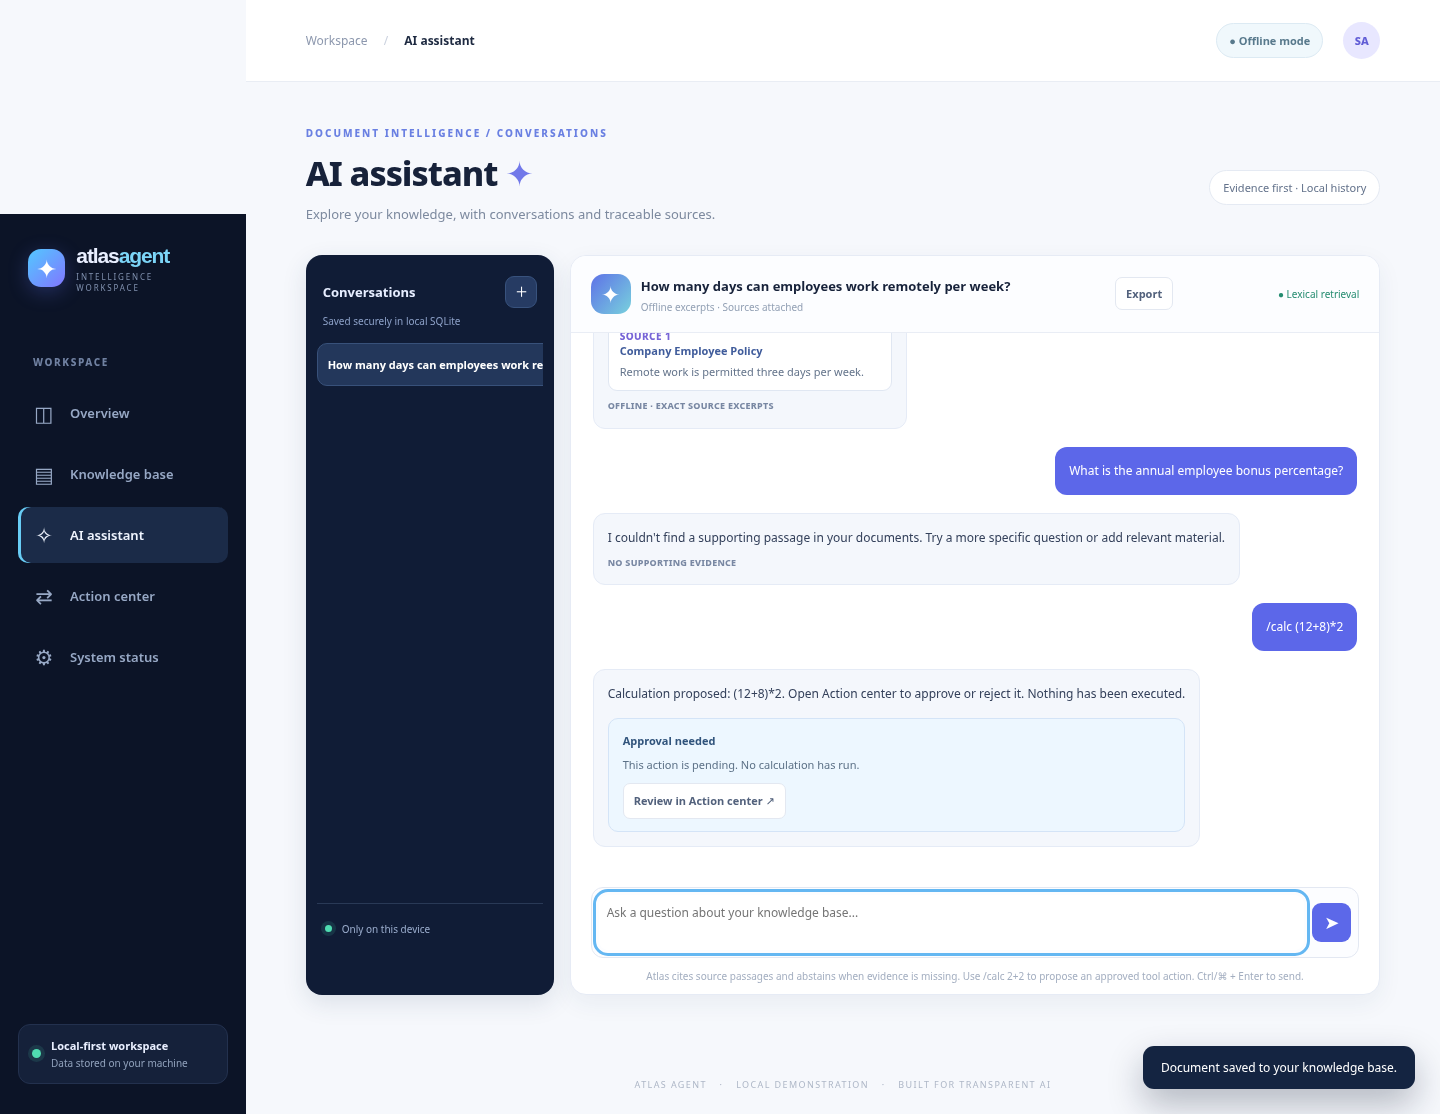 Workspace / AI assistant
● Offline mode
SA
DOCUMENT INTELLIGENCE / CONVERSATIONS
AI assistant ✦
Explore your knowledge, with conversations and traceable sources.
Evidence first · Local history
atlasagent
INTELLIGENCE
WORKSPACE
WORKSPACE
Overview
Knowledge base
AI assistant
Action center
System status
Local-first workspace
Data stored on your machine
Conversations
+
Saved securely in local SQLite
How many days can employees work re
Only on this device
How many days can employees work remotely per week?
Offline excerpts · Sources attached
Export
● Lexical retrieval
SOURCE 1
Company Employee Policy
Remote work is permitted three days per week.
OFFLINE · EXACT SOURCE EXCERPTS
What is the annual employee bonus percentage?
I couldn't find a supporting passage in your documents. Try a more specific question or add relevant material.
NO SUPPORTING EVIDENCE
/calc (12+8)*2
Calculation proposed: (12+8)*2. Open Action center to approve or reject it. Nothing has been executed.
Approval needed
This action is pending. No calculation has run.
Review in Action center ↗
Ask a question about your knowledge base...
Atlas cites source passages and abstains when evidence is missing. Use /calc 2+2 to propose an approved tool action. Ctrl/⌘ + Enter to send.
ATLAS AGENT · LOCAL DEMONSTRATION · BUILT FOR TRANSPARENT AI
Document saved to your knowledge base.